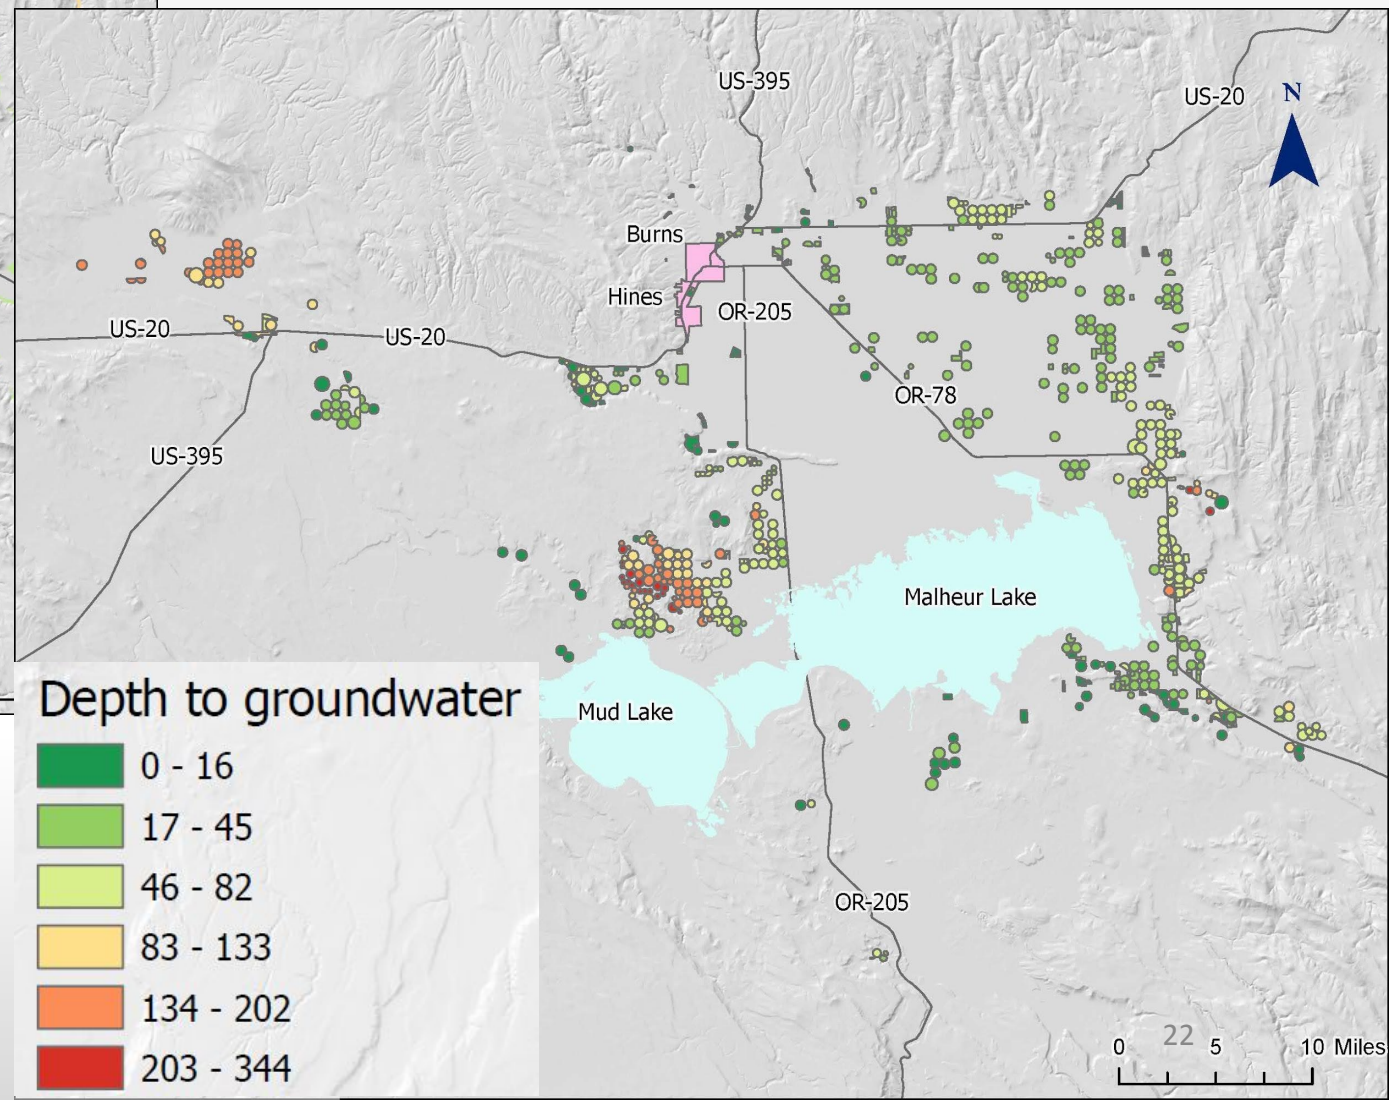 US-395
US-20
N
Burns
Hines
OR-205
US-20
US-20
OR-78
US-395
Malheur Lake
Mud Lake
OR-205
Depth to groundwater
0 - 16
17 - 45
46 - 82
83 - 133
134 - 202
203 - 344
22
0 5 10 Miles